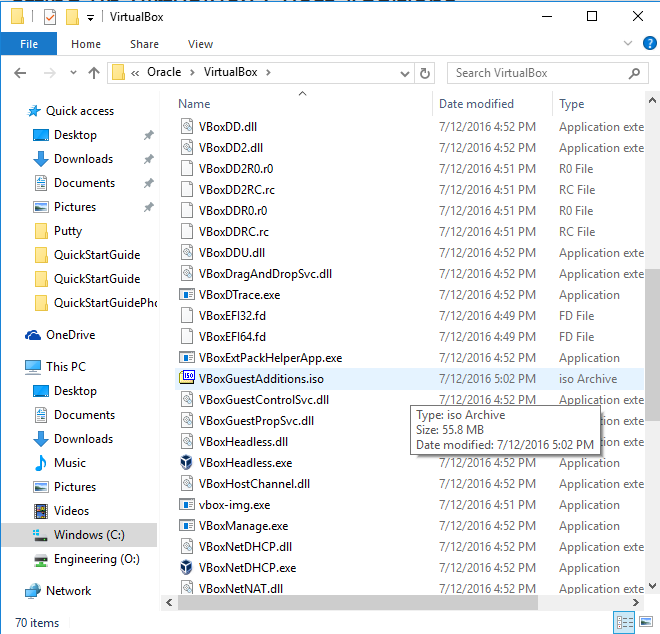 VirtualBox
File Home Share View
« Oracle > VirtualBox > Search VirtualBox
Name Date modified Type
Quick access
Desktop
Downloads
Documents
Pictures
Putty
QuickStartGuide
QuickStartGuide
QuickStartGuidePho
OneDrive
This PC
Desktop
Documents
Downloads
Music
Pictures
Videos
Windows (C:)
Engineering (O:)
Network
VBoxDD.dll 7/12/2016 4:52 PM Application exte
VBoxDD2.dll 7/12/2016 4:52 PM Application exte
VBoxDD2R0.r0 7/12/2016 4:51 PM R0 File
VBoxDD2RC.rc 7/12/2016 4:51 PM RC File
VBoxDDR0.r0 7/12/2016 4:51 PM R0 File
VBoxDDRC.rc 7/12/2016 4:51 PM RC File
VBoxDDU.dll 7/12/2016 4:52 PM Application exte
VBoxDragAndDropSvc.dll 7/12/2016 4:52 PM Application exte
VBoxDTrace.exe 7/12/2016 4:52 PM Application
VBoxEFI32.fd 7/12/2016 4:49 PM FD File
VBoxEFI64.fd 7/12/2016 4:49 PM FD File
VBoxExtPackHelperApp.exe 7/12/2016 4:52 PM Application
VBoxGuestAdditions.iso 7/12/2016 5:02 PM iso Archive
VBoxGuestControlSvc.dll 7/12/2016 4:52 PM Application exte
VBoxGuestPropSvc.dll
VBoxHeadless.dll
Type: iso Archive
Size: 55.8 MB
Date modified: 7/12/2016 5:02 PM
VBoxHeadless.exe 7/12/2016 4:52 PM Application
VBoxHostChannel.dll 7/12/2016 4:52 PM Application exte
vbox-img.exe 7/12/2016 4:51 PM Application
VBoxManage.exe 7/12/2016 4:52 PM Application
VBoxNetDHCP.dll 7/12/2016 4:52 PM Application exte
VBoxNetDHCP.exe 7/12/2016 4:52 PM Application
VBoxNetNAT.dll 7/12/2016 4:52 PM Application exte
70 items